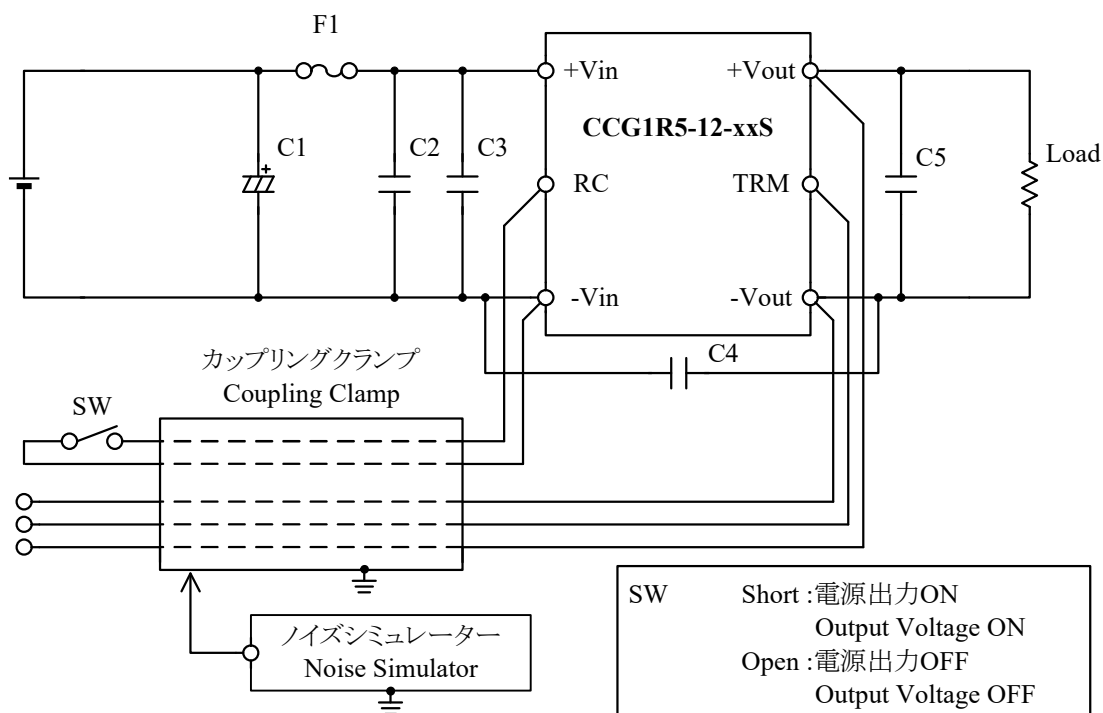 F1
+Vin
+Vout
CCG1R5-12-xxS
C1
C2
C3
C5
Load
+
RC
TRM
-Vin
-Vout
C4
カップリングクランプ
Coupling Clamp
SW
ノイズシミュレーター
Noise Simulator
SW Short :電源出力ON
Output Voltage ON
Open :電源出力OFF
Output Voltage OFF